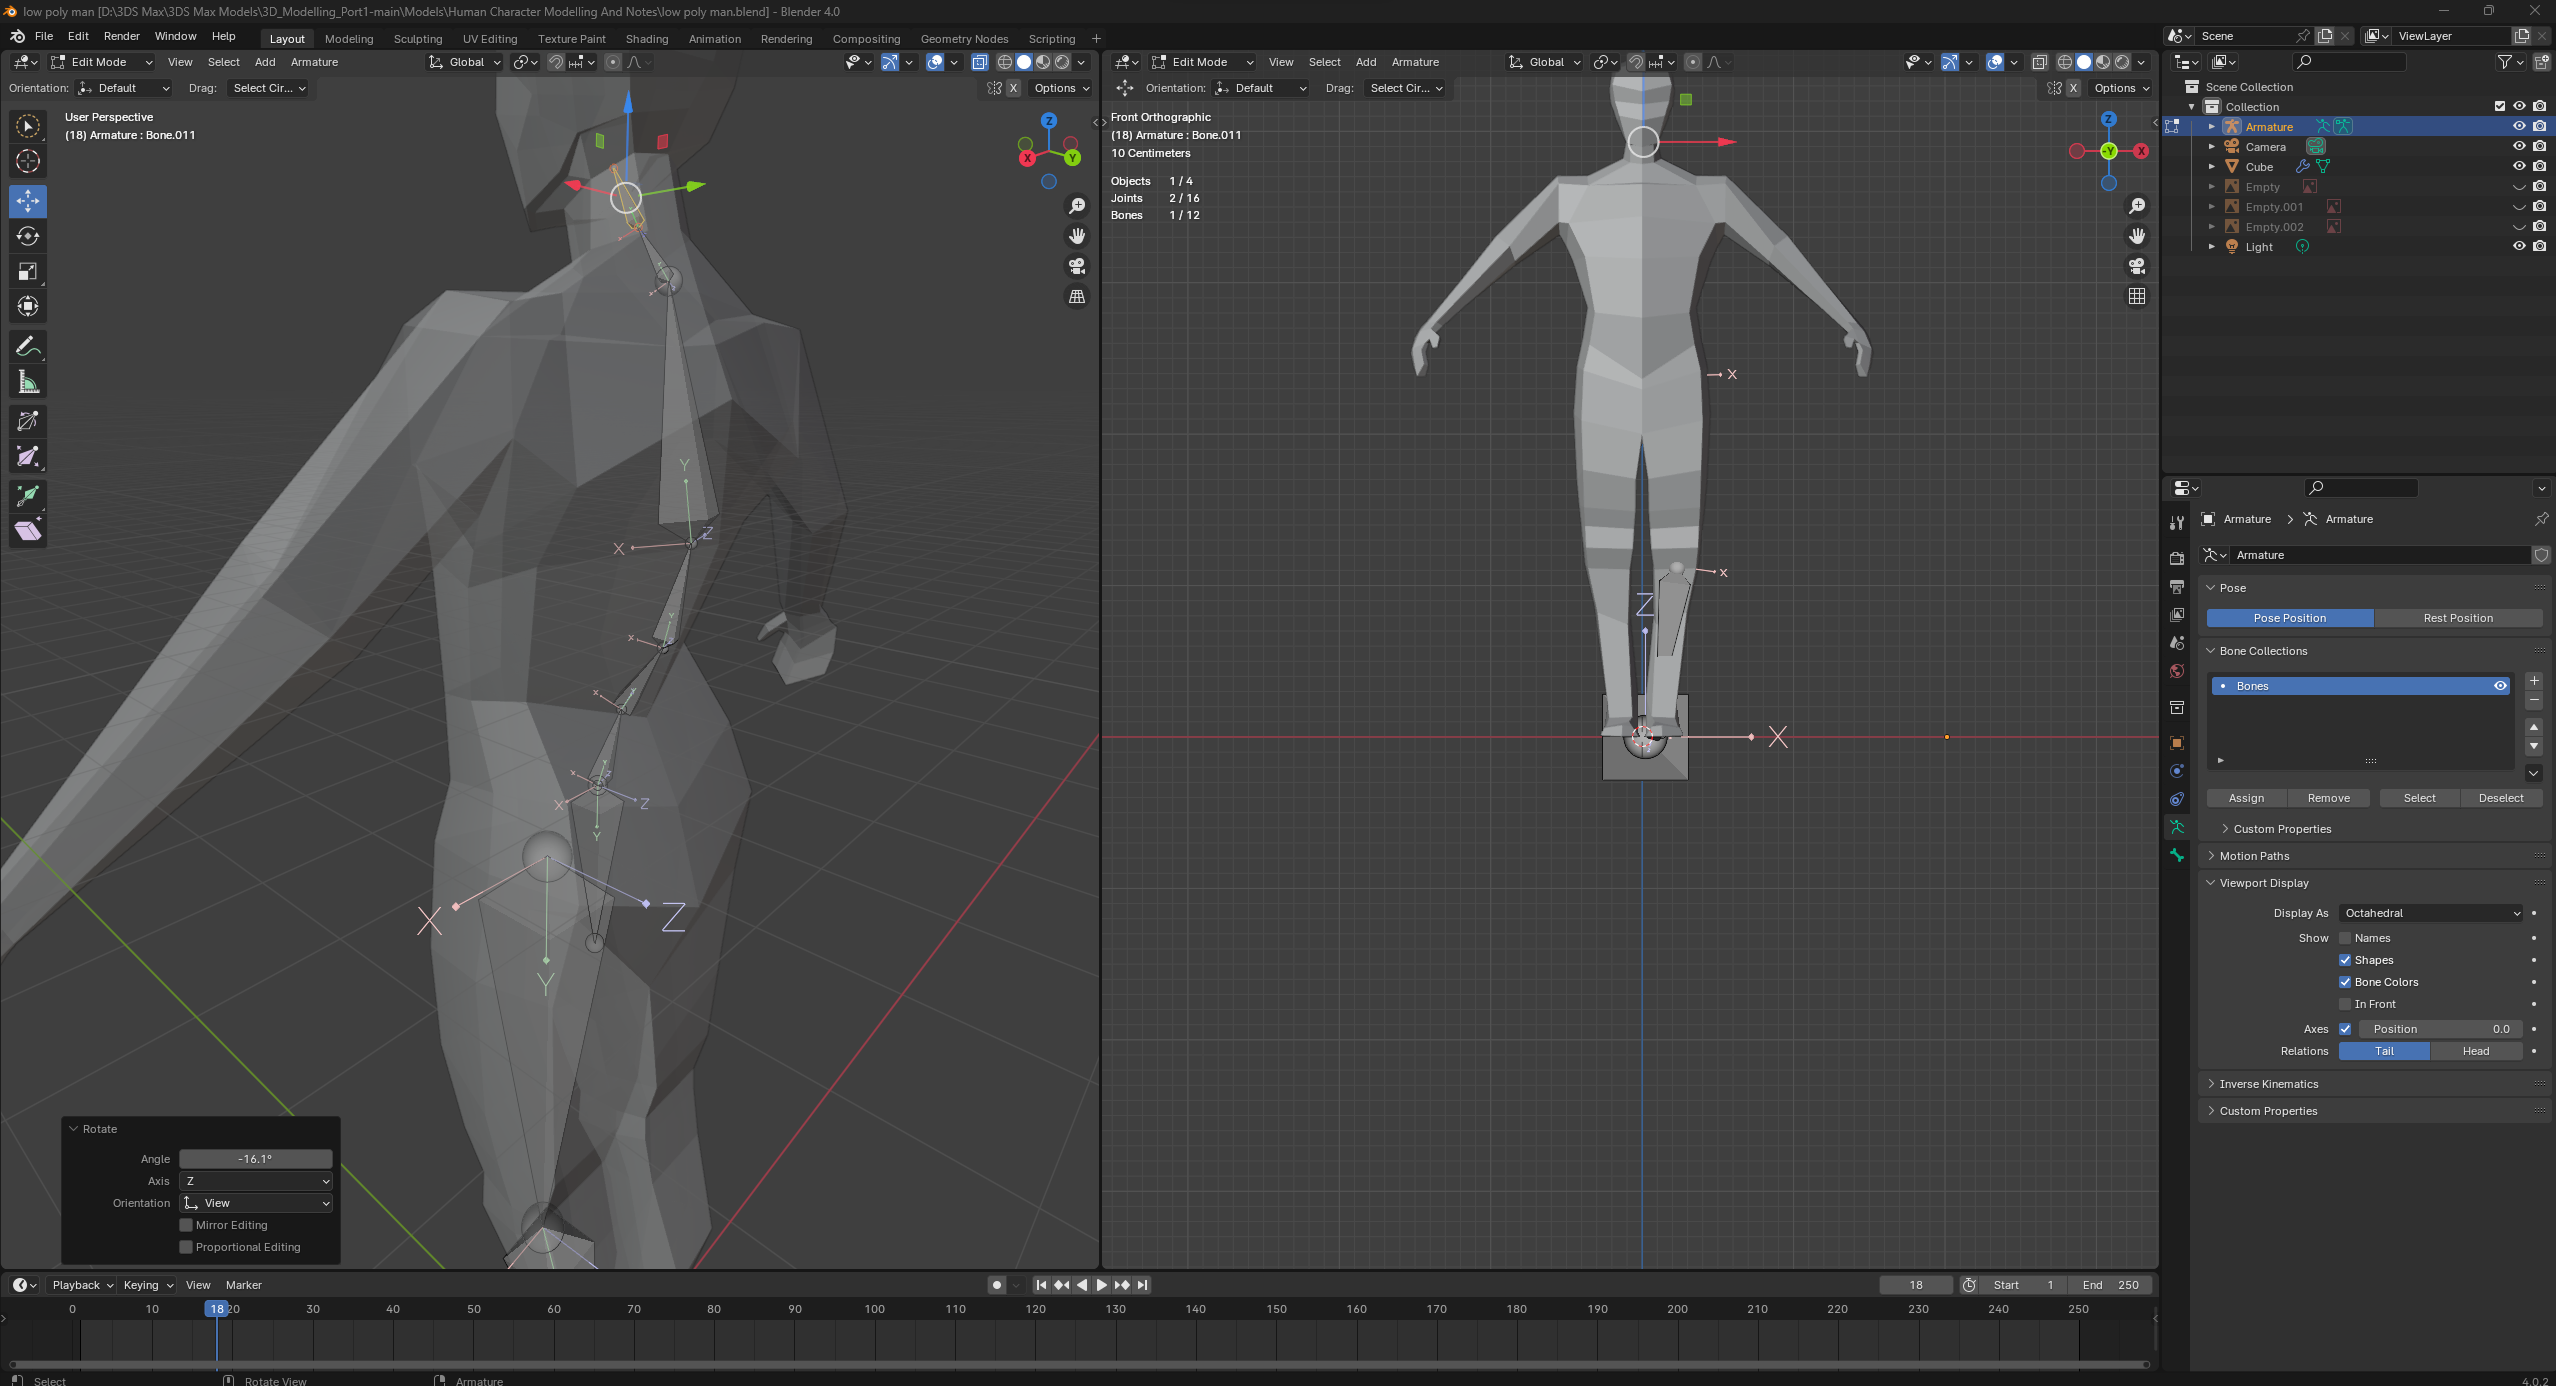 low poly man [D:\3DS Max\3DS Max Models\3D_Modelling_Port1-main\Models\Human Character Modelling And Notes\low poly man.blend] - Blender 4.0
File Edit Render Window Help Layout Modeling Sculpting UV Editing Texture Paint Shading Animation Rendering Compositing Geometry Nodes Scripting + Scene ViewLayer
Edit Mode View Select Add Armature Global
Orientation: Default Drag: Select Cir... X Options
User Perspective
(18) Armature : Bone.011
Z
X
Y
Y
Z
X
Y
X
X
X
Y
X
Z
Y
X
Z
Y
Rotate
Angle -16.1°
Axis Z
Orientation View
Mirror Editing
Proportional Editing
Edit Mode View Select Add Armature Global
Orientation: Default Drag: Select Cir... X Options
Front Orthographic
(18) Armature : Bone.011
10 Centimeters
Objects 1 / 4
Joints 2 / 16
Bones 1 / 12
Z
-Y X
X
X
Z
X
Scene Collection
Collection
Armature
Camera
Cube
Empty
Empty.001
Empty.002
Light
Armature > Armature
Armature
Pose
Pose Position Rest Position
Bone Collections
Bones
Assign Remove Select Deselect
Custom Properties
Motion Paths
Viewport Display
Display As Octahedral
Show Names
Shapes
Bone Colors
In Front
Axes Position 0.0
Relations Tail Head
Inverse Kinematics
Custom Properties
Playback Keying View Marker 18 Start 1 End 250
0 10 18 20 30 40 50 60 70 80 90 100 110 120 130 140 150 160 170 180 190 200 210 220 230 240 250
Select Rotate View Armature 4.0.2